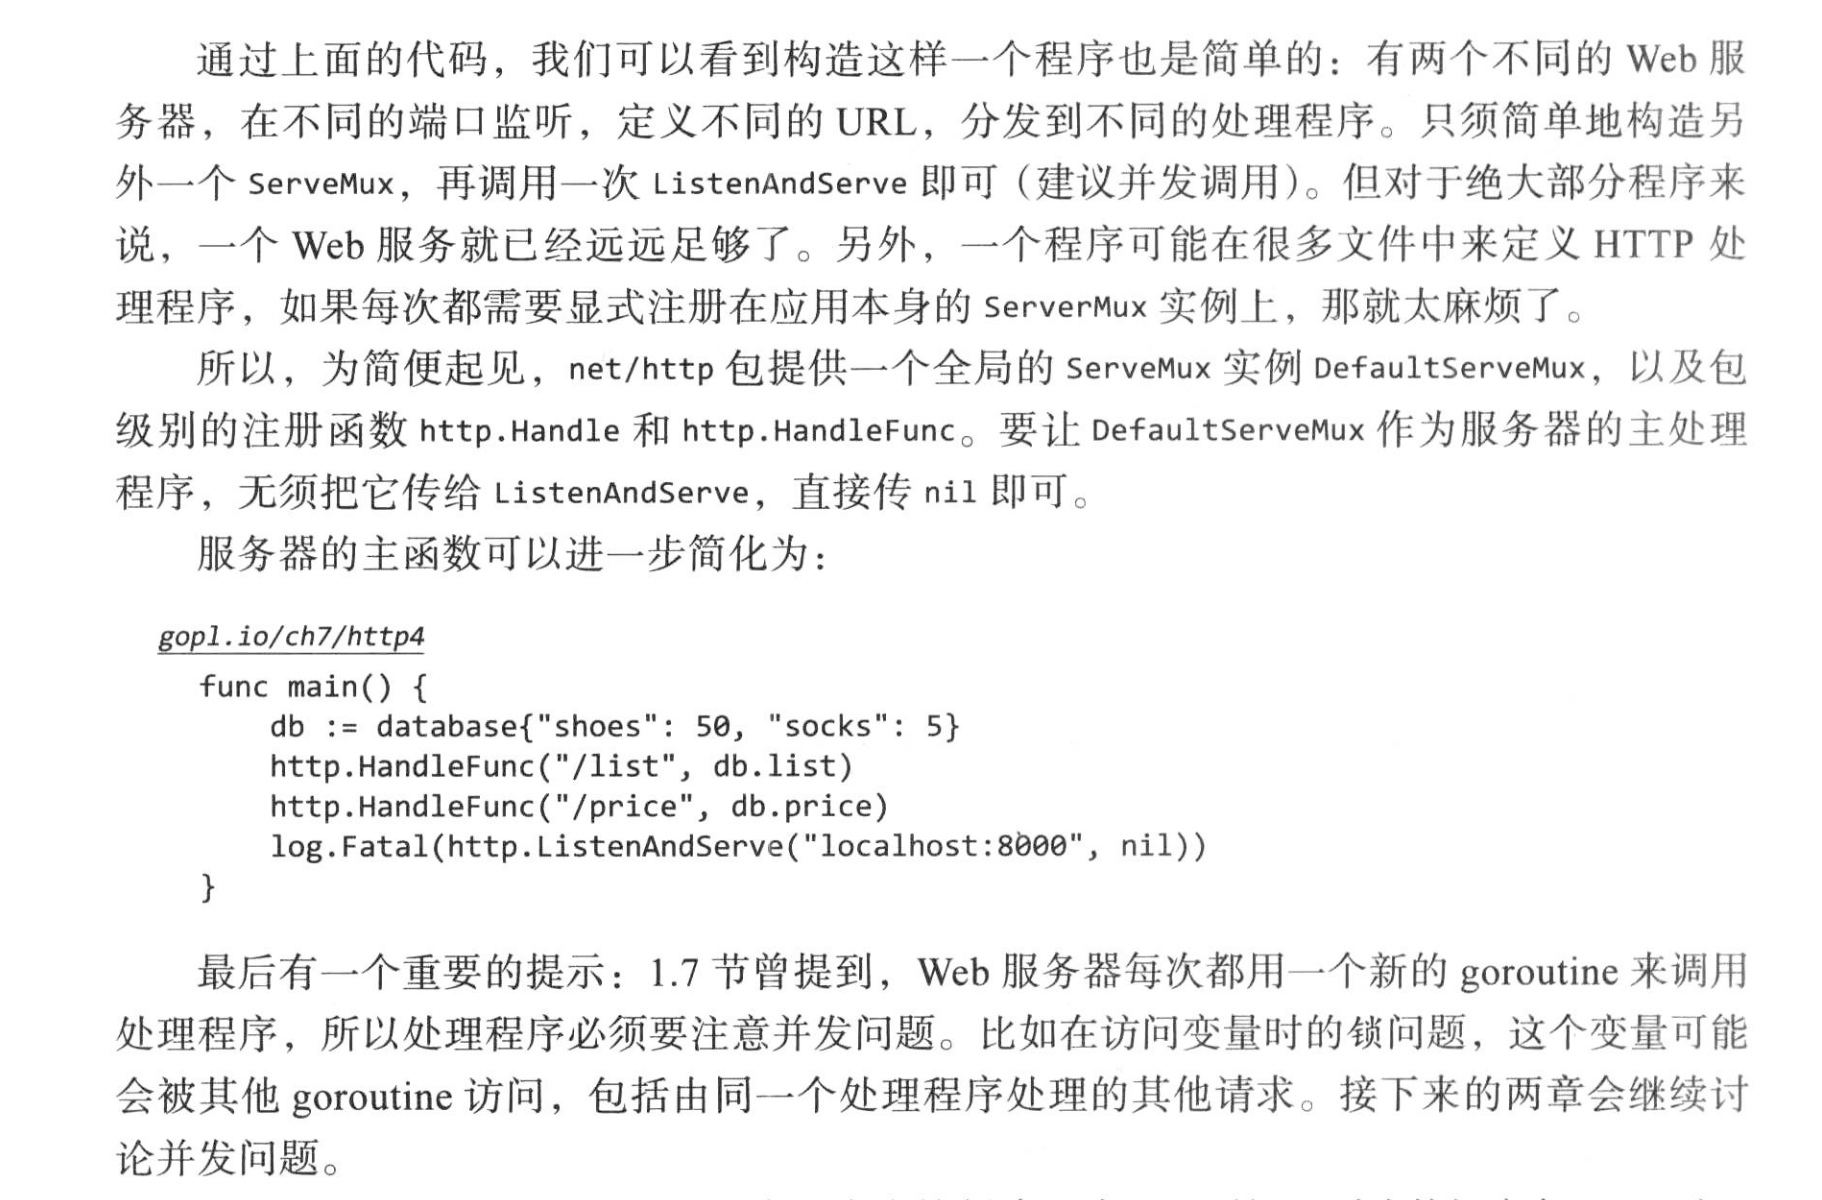 通过上面的代码，我们可以看到构造这样一个程序也是简单的：有两个不同的 Web 服
务器，在不同的端口监听，定义不同的 URL，分发到不同的处理程序。只须简单地构造另
外一个 ServeMux，再调用一次 ListenAndServe 即可（建议并发调用）。但对于绝大部分程序来
说，一个 Web 服务就已经远远足够了。另外，一个程序可能在很多文件中来定义 HTTP 处
理程序，如果每次都需要显式注册在应用本身的 ServerMux 实例上，那就太麻烦了。
所以，为简便起见，net/http 包提供一个全局的 ServeMux 实例 DefaultServeMux，以及包
级别的注册函数 http.Handle 和 http.HandleFunc。要让 DefaultServeMux 作为服务器的主处理
程序，无须把它传给 ListenAndServe，直接传 nil 即可。
服务器的主函数可以进一步简化为：
gopl.io/ch7/http4
func main() {
    db := database{"shoes": 50, "socks": 5}
    http.HandleFunc("/list", db.list)
    http.HandleFunc("/price", db.price)
    log.Fatal(http.ListenAndServe("localhost:8000", nil))
}
最后有一个重要的提示：1.7 节曾提到，Web 服务器每次都用一个新的 goroutine 来调用
处理程序，所以处理程序必须要注意并发问题。比如在访问变量时的锁问题，这个变量可能
会被其他 goroutine 访问，包括由同一个处理程序处理的其他请求。接下来的两章会继续讨
论并发问题。